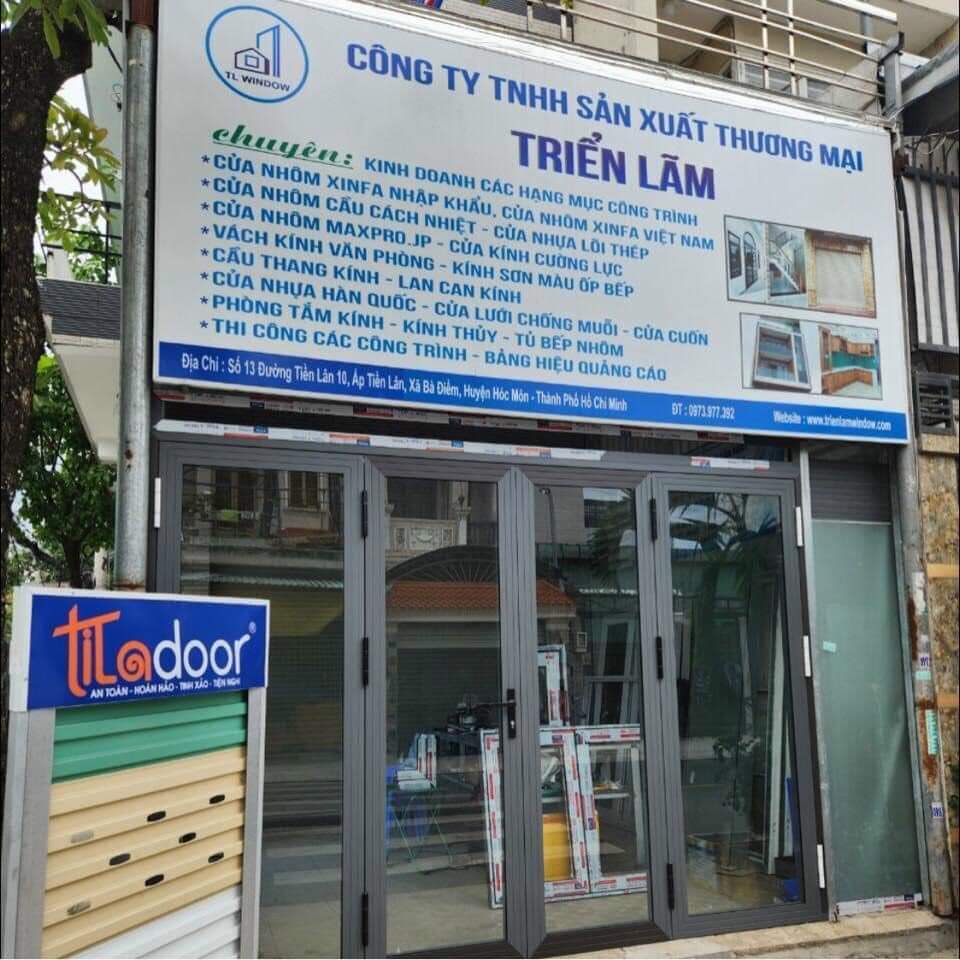 TL WINDOW
CÔNG TY TNHH SẢN XUẤT THƯƠNG MẠI
TRIỂN LÃM
chuyên: KINH DOANH CÁC HẠNG MỤC CÔNG TRÌNH
*CỬA NHÔM XINFA NHẬP KHẨU, CỬA NHÔM XINFA VIỆT NAM
*CỬA NHÔM CẦU CÁCH NHIỆT - CỬA NHỰA LÕI THÉP
*CỬA NHÔM MAXPRO.JP - CỬA KÍNH CƯỜNG LỰC
*VÁCH KÍNH VĂN PHÒNG - KÍNH SƠN MÀU ỐP BẾP
*CẦU THANG KÍNH - LAN CAN KÍNH
*CỬA NHỰA HÀN QUỐC - CỬA LƯỚI CHỐNG MUỖI - CỬA CUỐN
*PHÒNG TẮM KÍNH - KÍNH THỦY - TỦ BẾP NHÔM
*THI CÔNG CÁC CÔNG TRÌNH - BẢNG HIỆU QUẢNG CÁO
Địa Chỉ : Số 13 Đường Tiền Lân 10, Ấp Tiền Lân, Xã Bà Điểm, Huyện Hóc Môn - Thành Phố Hồ Chí Minh ĐT : 0973.977.392 Website : www.trienlamwindow.com
tiLadoor®
AN TOÀN - HOÀN HẢO - TINH XẢO - TIỆN NGHI